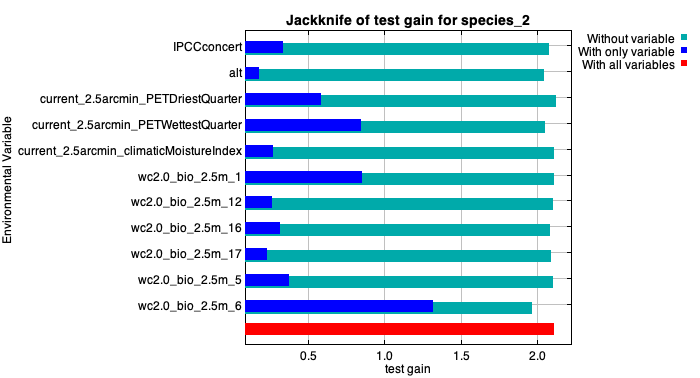 Jackknife of test gain for species_2
Without variable
With only variable
With all variables
Environmental Variable
IPCCconcert
alt
current_2.5arcmin_PETDriestQuarter
current_2.5arcmin_PETWettestQuarter
current_2.5arcmin_climaticMoistureIndex
wc2.0_bio_2.5m_1
wc2.0_bio_2.5m_12
wc2.0_bio_2.5m_16
wc2.0_bio_2.5m_17
wc2.0_bio_2.5m_5
wc2.0_bio_2.5m_6
0.5 1.0 1.5 2.0
test gain